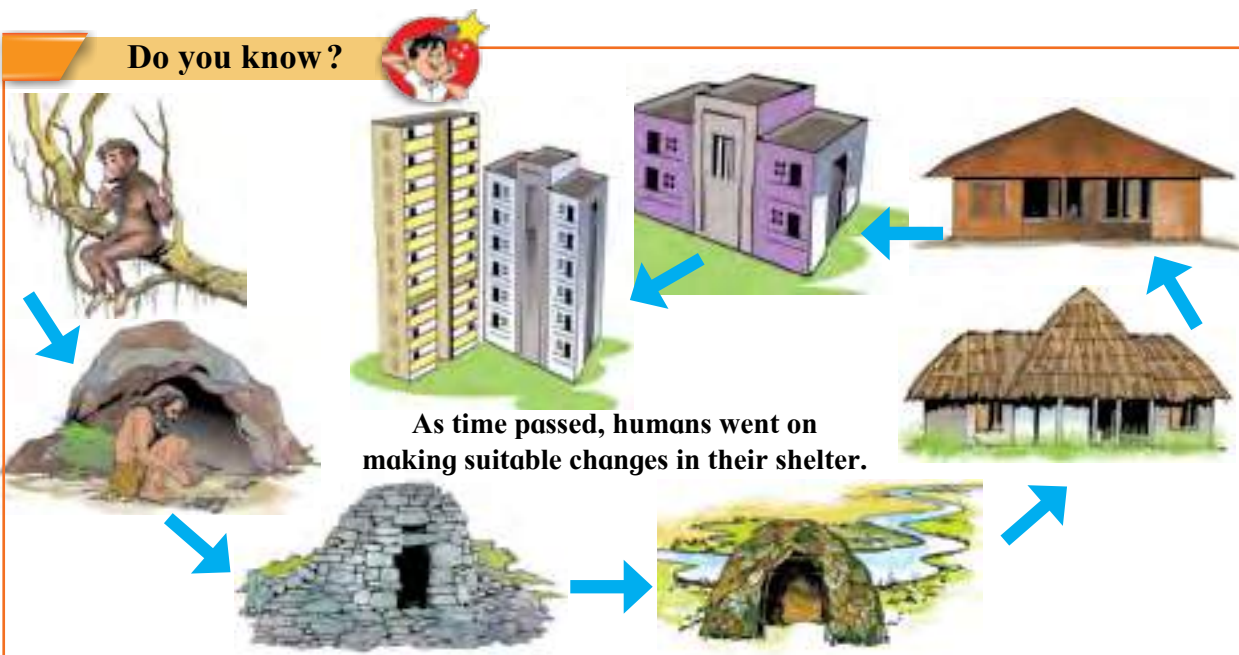 Do you know ?
As time passed, humans went on
making suitable changes in their shelter.